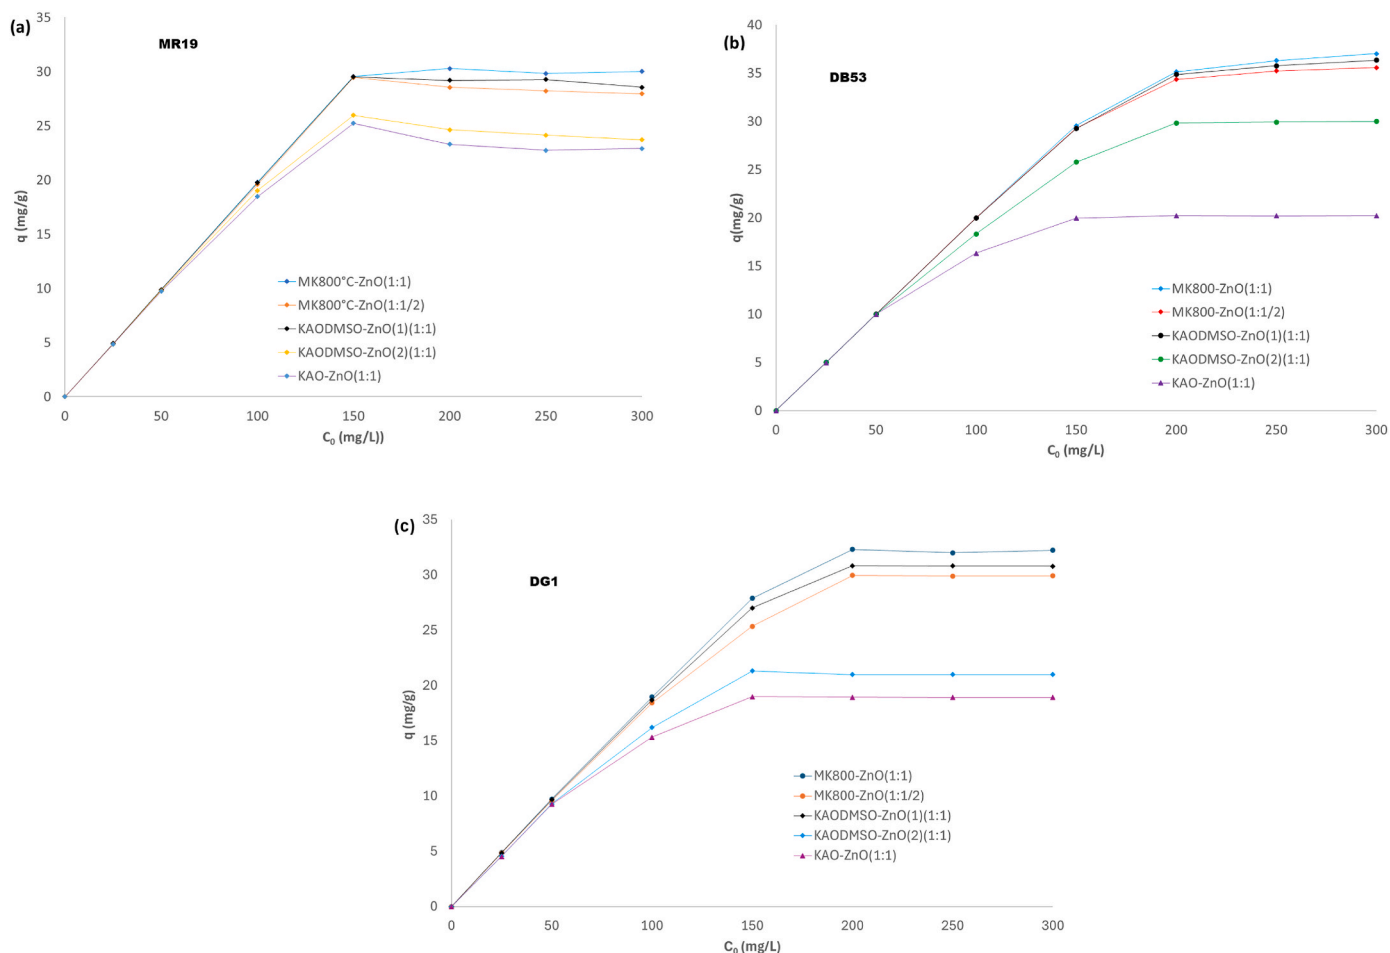 (a)
MR19
35
30
25
20
15
10
5
0
q (mg/g)
0 50 100 150 200 250 300
C₀ (mg/L))
MK800°C-ZnO(1:1)
MK800°C-ZnO(1:1/2)
KAODMSO-ZnO(1)(1:1)
KAODMSO-ZnO(2)(1:1)
KAO-ZnO(1:1)
(b)
DB53
40
35
30
25
20
15
10
5
0
q(mg/g)
0 50 100 150 200 250 300
C₀ (mg/L)
MK800-ZnO(1:1)
MK800-ZnO(1:1/2)
KAODMSO-ZnO(1)(1:1)
KAODMSO-ZnO(2)(1:1)
KAO-ZnO(1:1)
(c)
DG1
35
30
25
20
15
10
5
0
q (mg/g)
0 50 100 150 200 250 300
C₀ (mg/L)
MK800-ZnO(1:1)
MK800-ZnO(1:1/2)
KAODMSO-ZnO(1)(1:1)
KAODMSO-ZnO(2)(1:1)
KAO-ZnO(1:1)